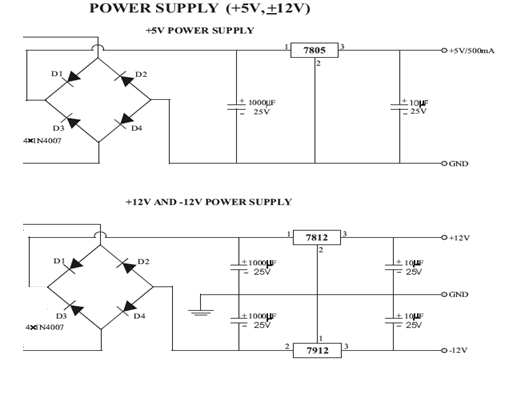 POWER SUPPLY (+5V, ±12V)
+5V POWER SUPPLY
1 7805 3 +5V/500mA
2
D1 D2
+ 1000µF + 10µF
− 25V − 25V
D3 D4
4×1N4007
GND
+12V AND -12V POWER SUPPLY
1 7812 3 +12V
2
D1 D2
+ 1000µF + 10µF
− 25V − 25V
GND
D3 D4
+ 1000µF + 10µF
− 25V − 25V
4×1N4007
1
2 7912 3 -12V